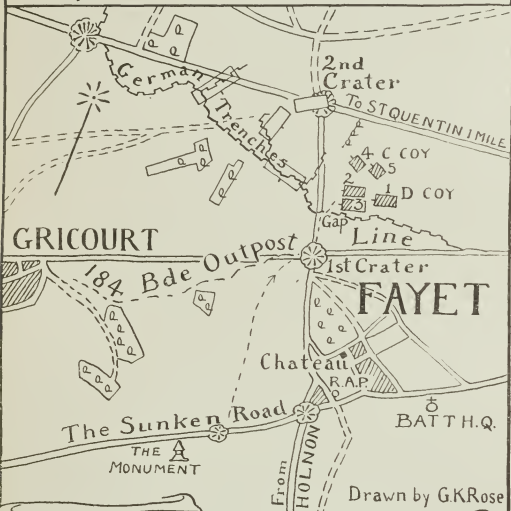 German Trenches
2nd
Crater
To ST QUENTIN 1 MILE
4 C COY
5
2
1 D COY
3
Gap
GRICOURT
184 Bde Outpost Line
1st Crater
FAYET
Chateau
R.A.P.
The Sunken Road
BATT H.Q.
THE
MONUMENT
From
HOLNON
Drawn by G.K Rose